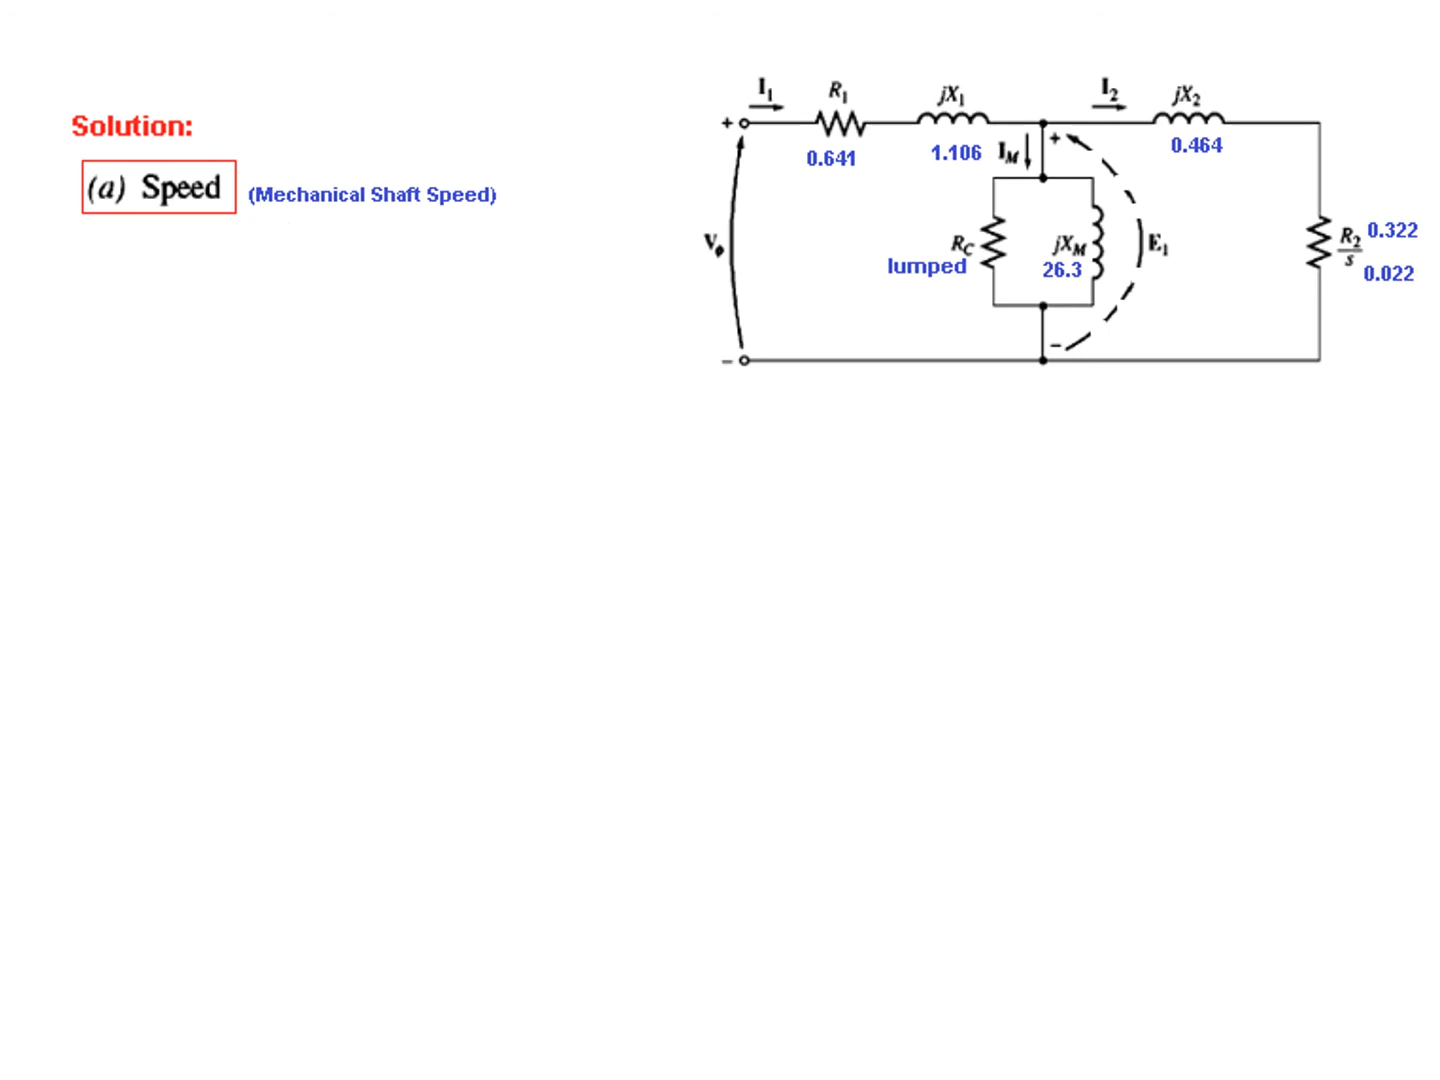 Solution:
(a) Speed (Mechanical Shaft Speed)
I1 R1 jX1 I2 jX2
+
0.641 1.106 IM + 0.464
Vφ RC jXM E1 R2/s 0.322
lumped 26.3 0.022
−
−